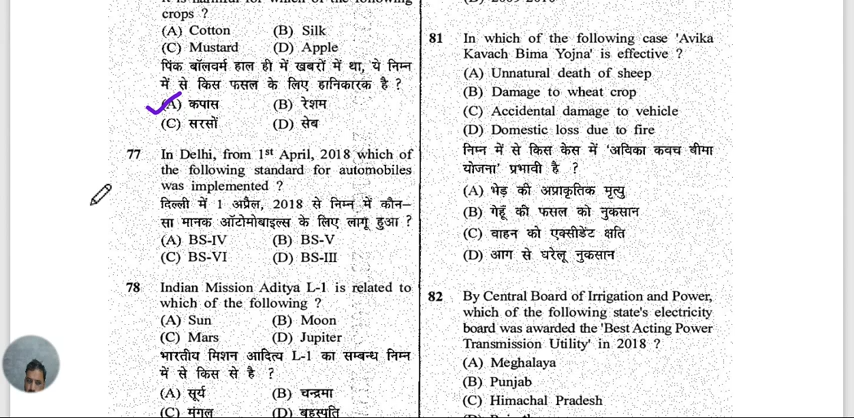 crops ?
(A) Cotton (B) Silk
(C) Mustard (D) Apple
पिंक बॉलवर्म हाल ही में खबरों में था, ये निम्न
में से किस फसल के लिए हानिकारक है ?
(A) कपास (B) रेशम
(C) सरसों (D) सेब
77 In Delhi, from 1st April, 2018 which of
the following standard for automobiles
was implemented ?
दिल्ली में 1 अप्रैल, 2018 से निम्न में कौन-
सा मानक ऑटोमोबाइल्स के लिए लागू हुआ ?
(A) BS-IV (B) BS-V
(C) BS-VI (D) BS-III
78 Indian Mission Aditya L-1 is related to
which of the following ?
(A) Sun (B) Moon
(C) Mars (D) Jupiter
भारतीय मिशन आदित्य L-1 का सम्बन्ध निम्न
में से किस से है ?
(A) सूर्य (B) चन्द्रमा
(C) मंगल (D) बृहस्पति
81 In which of the following case 'Avika
Kavach Bima Yojna' is effective ?
(A) Unnatural death of sheep
(B) Damage to wheat crop
(C) Accidental damage to vehicle
(D) Domestic loss due to fire
निम्न में से किस केस में 'अविका कवच बीमा
योजना' प्रभावी है ?
(A) भेड़ की अप्राकृतिक मृत्यु
(B) गेहूँ की फसल को नुकसान
(C) वाहन को एक्सीडेंट क्षति
(D) आग से घरेलू नुकसान
82 By Central Board of Irrigation and Power,
which of the following state's electricity
board was awarded the 'Best Acting Power
Transmission Utility' in 2018 ?
(A) Meghalaya
(B) Punjab
(C) Himachal Pradesh